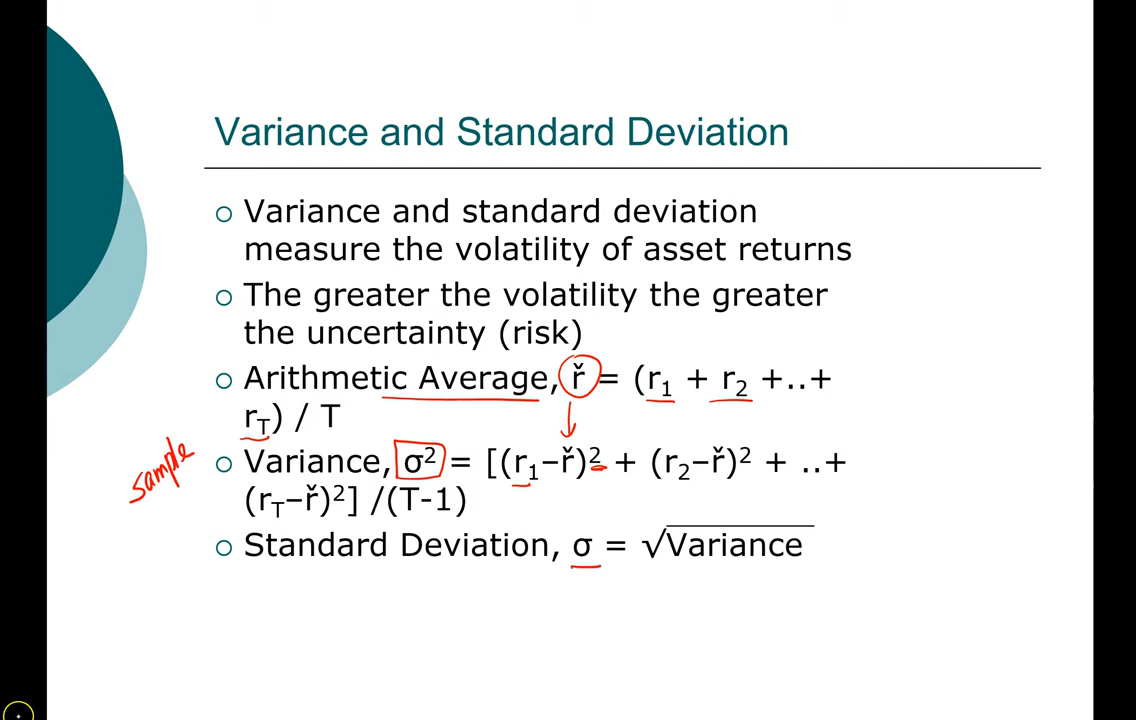 Variance and Standard Deviation
○ Variance and standard deviation
measure the volatility of asset returns
○ The greater the volatility the greater
the uncertainty (risk)
○ Arithmetic Average, ř = (r₁ + r₂ +..+
r_T) / T
sample
○ Variance, σ² = [(r₁–ř)² + (r₂–ř)² + ..+
(r_T–ř)²] /(T-1)
○ Standard Deviation, σ = √Variance